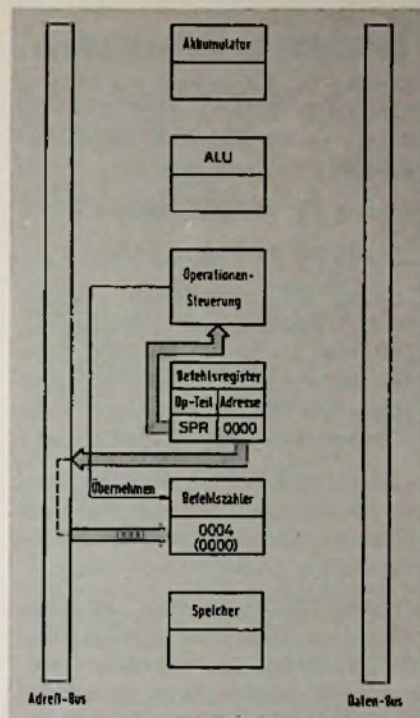 Akkumulator
ALU
Operationen-
Steuerung
Befehlsregister
Op-Teil Adresse
SPR 0000
Übernehmen
Befehlszähler
0004
(0000)
Speicher
Adreß-Bus
Daten-Bus